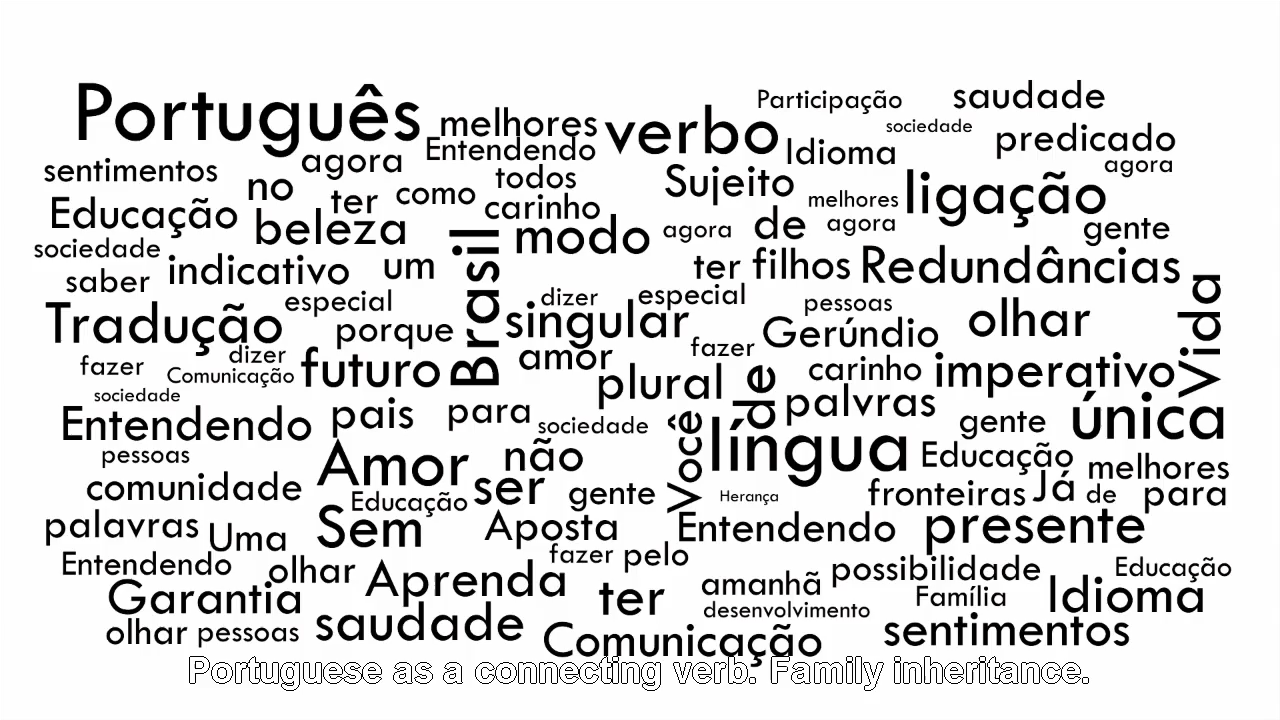 Participação saudade
Português melhores verbo sociedade predicado
Entendendo Idioma
sentimentos agora todos Sujeito agora
no ter como carinho melhores ligação
Educação beleza modo agora de agora gente
sociedade indicativo um Brasil ter filhos Redundâncias
saber especial dizer especial pessoas Vida
Tradução porque singular Gerúndio olhar
fazer dizer futuro amor fazer carinho imperativo
Comunicação plural de
sociedade palvras
Entendendo pais para sociedade Você língua gente única
pessoas Amor não Educação melhores
comunidade Educação ser gente Herança fronteiras Já de para
palavras Uma Sem Aposta Entendendo presente
Entendendo olhar fazer pelo possibilidade Educação
Garantia Aprenda ter amanhã Família Idioma
desenvolvimento
olhar pessoas saudade Comunicação sentimentos
Portuguese as a connecting verb. Family inheritance.